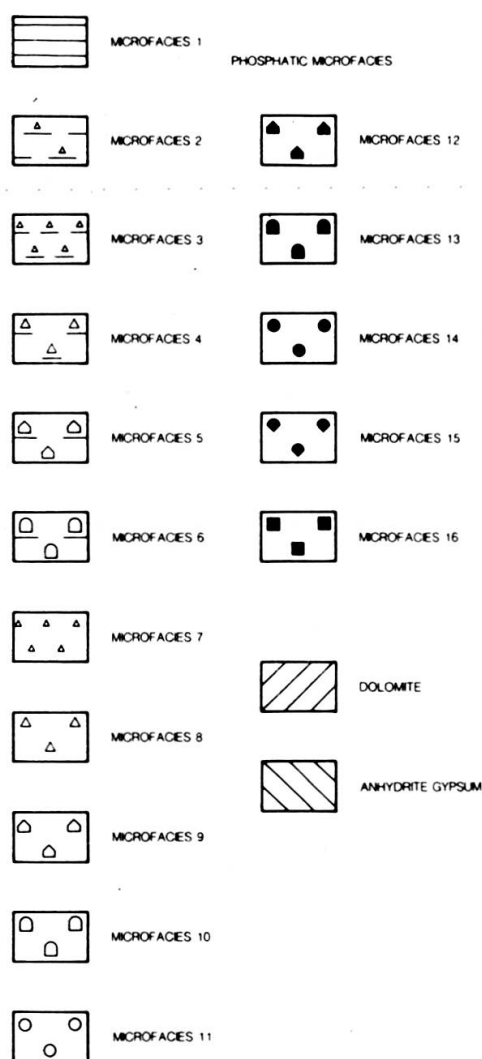 MICROFACIES 1
MICROFACIES 2
MICROFACIES 3
MICROFACIES 4
MICROFACIES 5
MICROFACIES 6
MICROFACIES 7
MICROFACIES 8
MICROFACIES 9
MICROFACIES 10
MICROFACIES 11
PHOSPHATIC MICROFACIES
MICROFACIES 12
MICROFACIES 13
MICROFACIES 14
MICROFACIES 15
MICROFACIES 16
DOLOMITE
ANHYDRITE GYPSUM